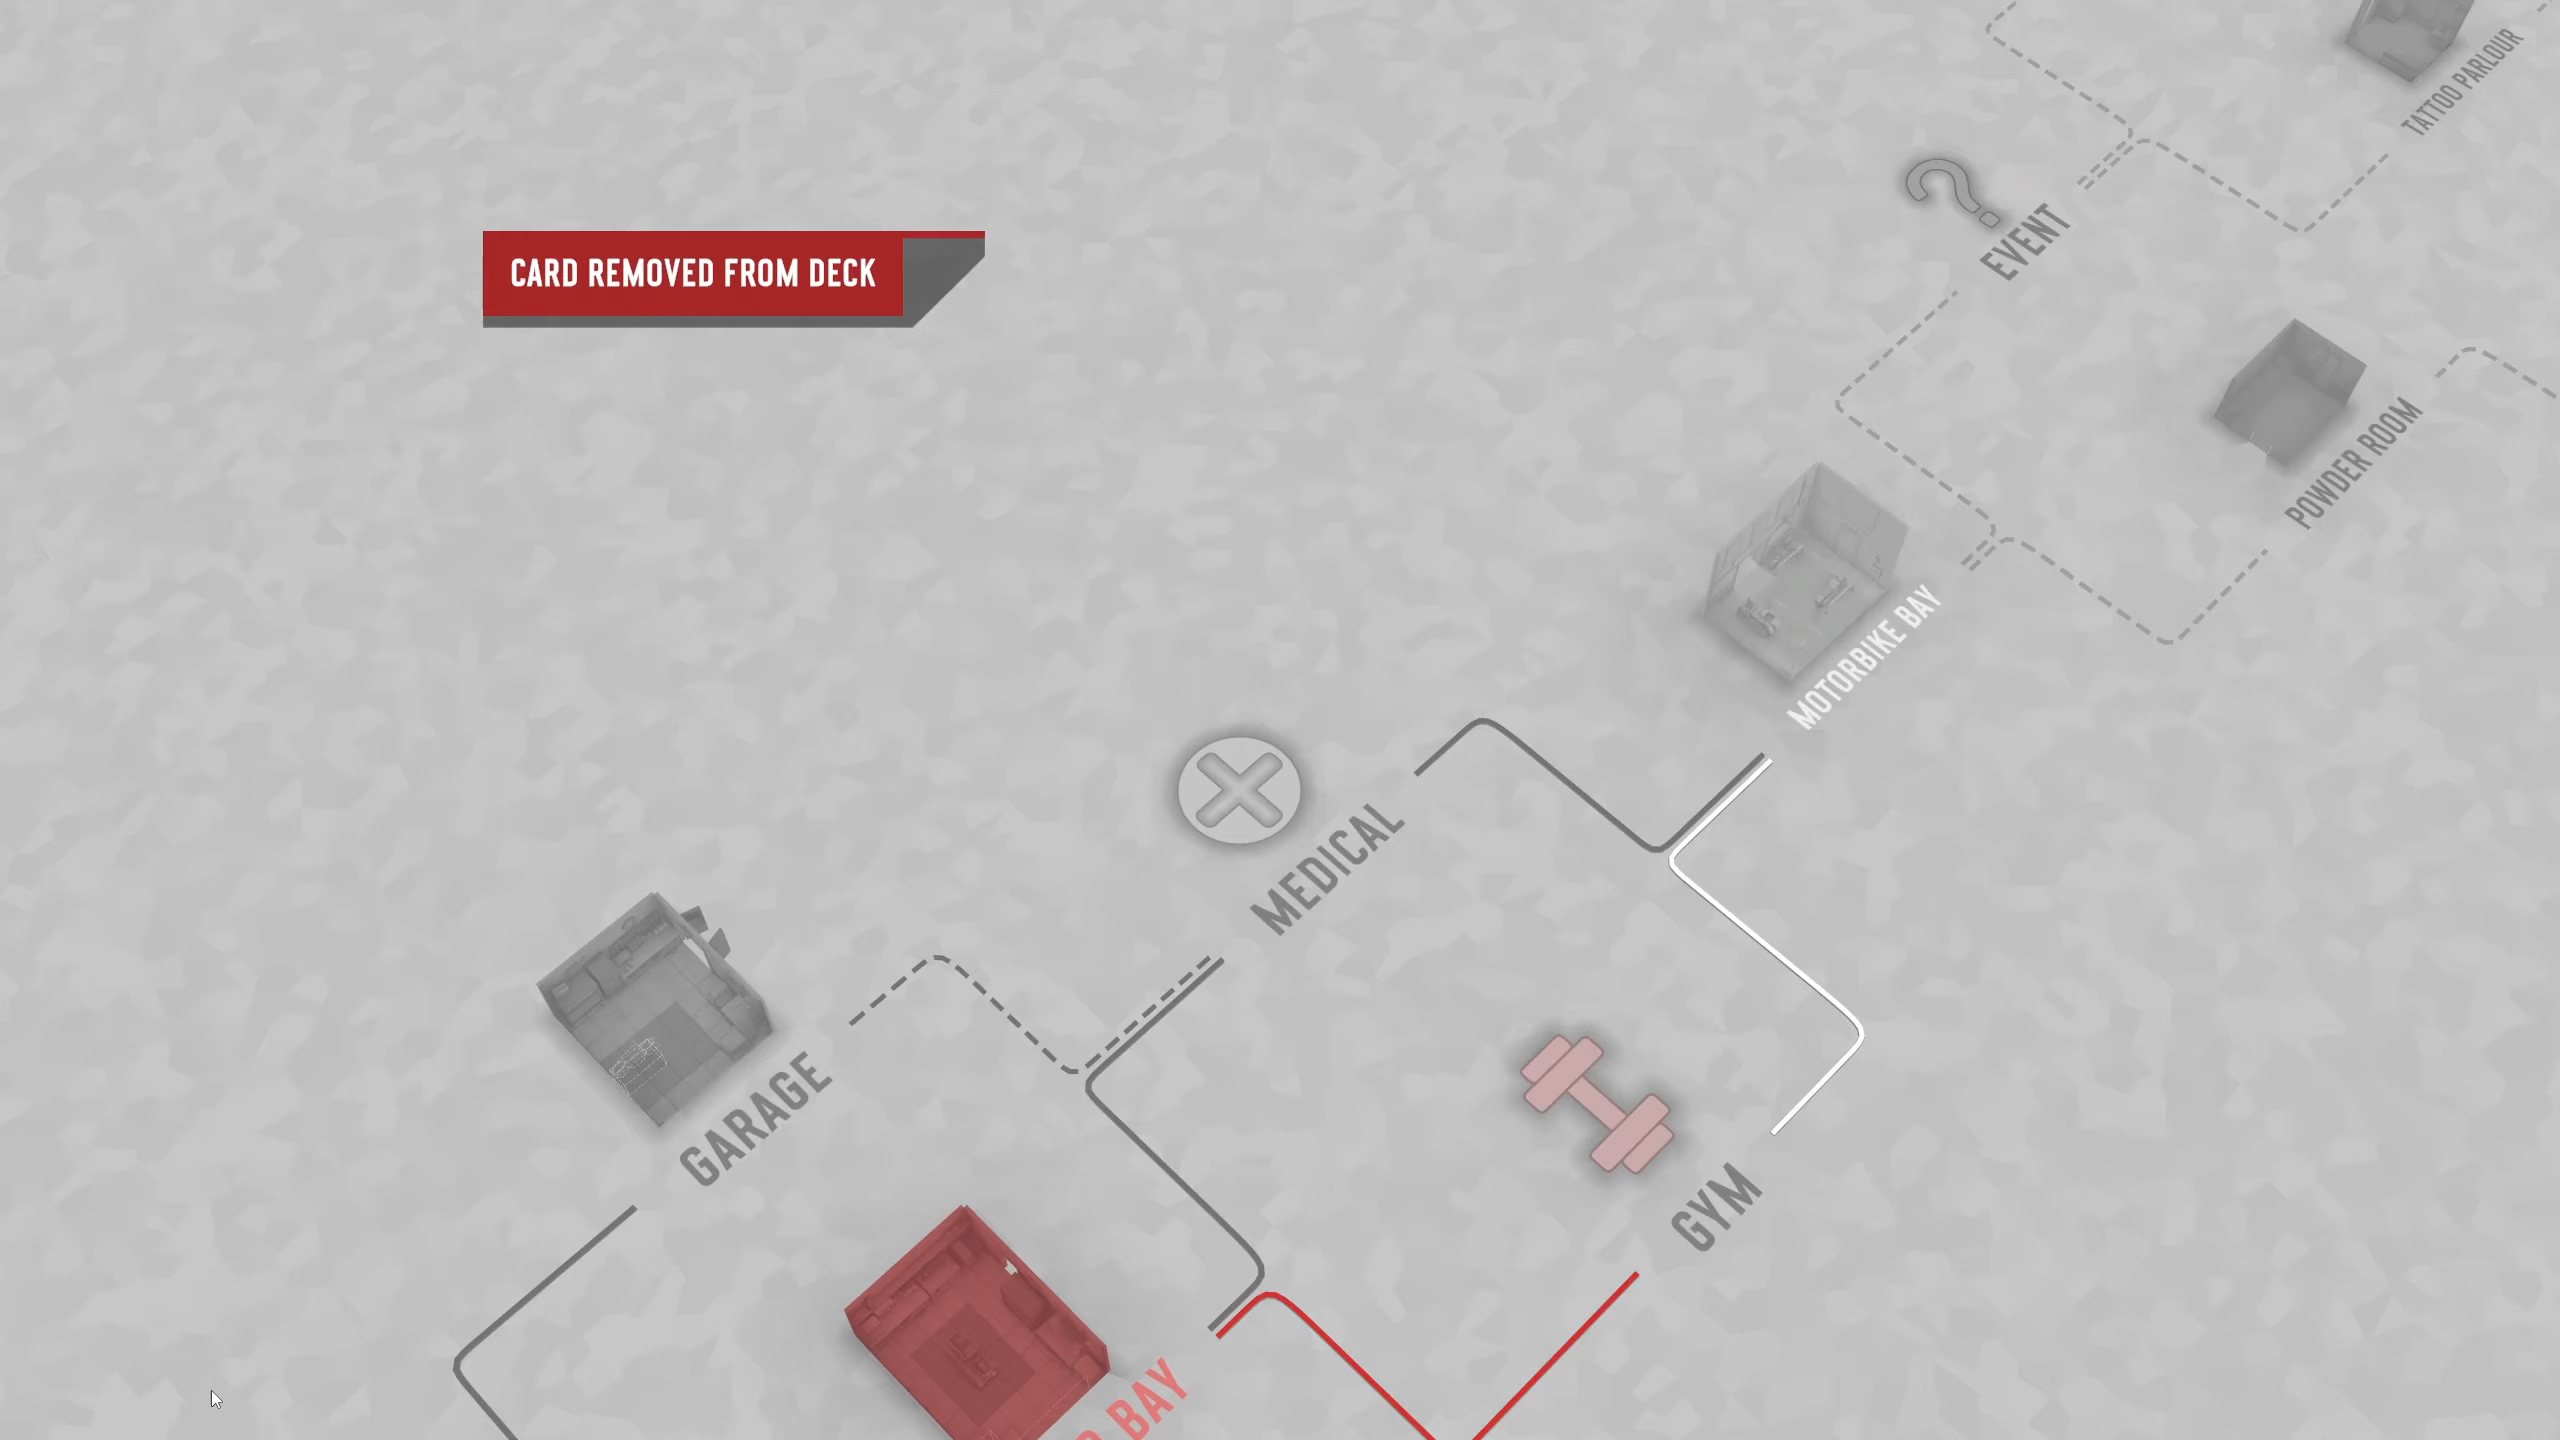 TATTOO PARLOUR
EVENT
CARD REMOVED FROM DECK
POWDER ROOM
MOTORBIKE BAY
MEDICAL
GARAGE
GYM
BAY